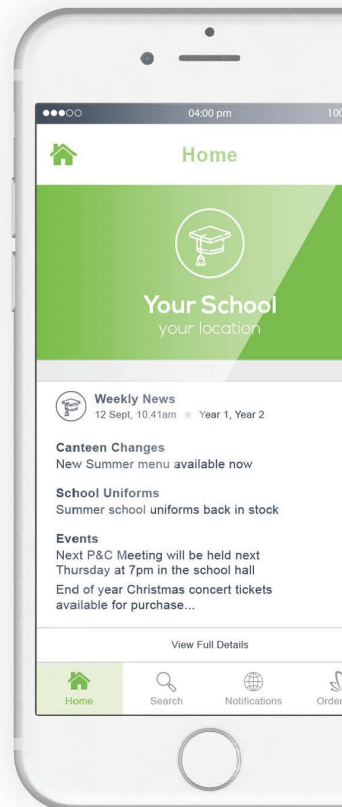 04:00 pm
100
Home
Your School
your location
Weekly News
12 Sept, 10.41am Year 1, Year 2
Canteen Changes
New Summer menu available now
School Uniforms
Summer school uniforms back in stock
Events
Next P&C Meeting will be held next
Thursday at 7pm in the school hall
End of year Christmas concert tickets
available for purchase...
View Full Details
Home Search Notifications Order